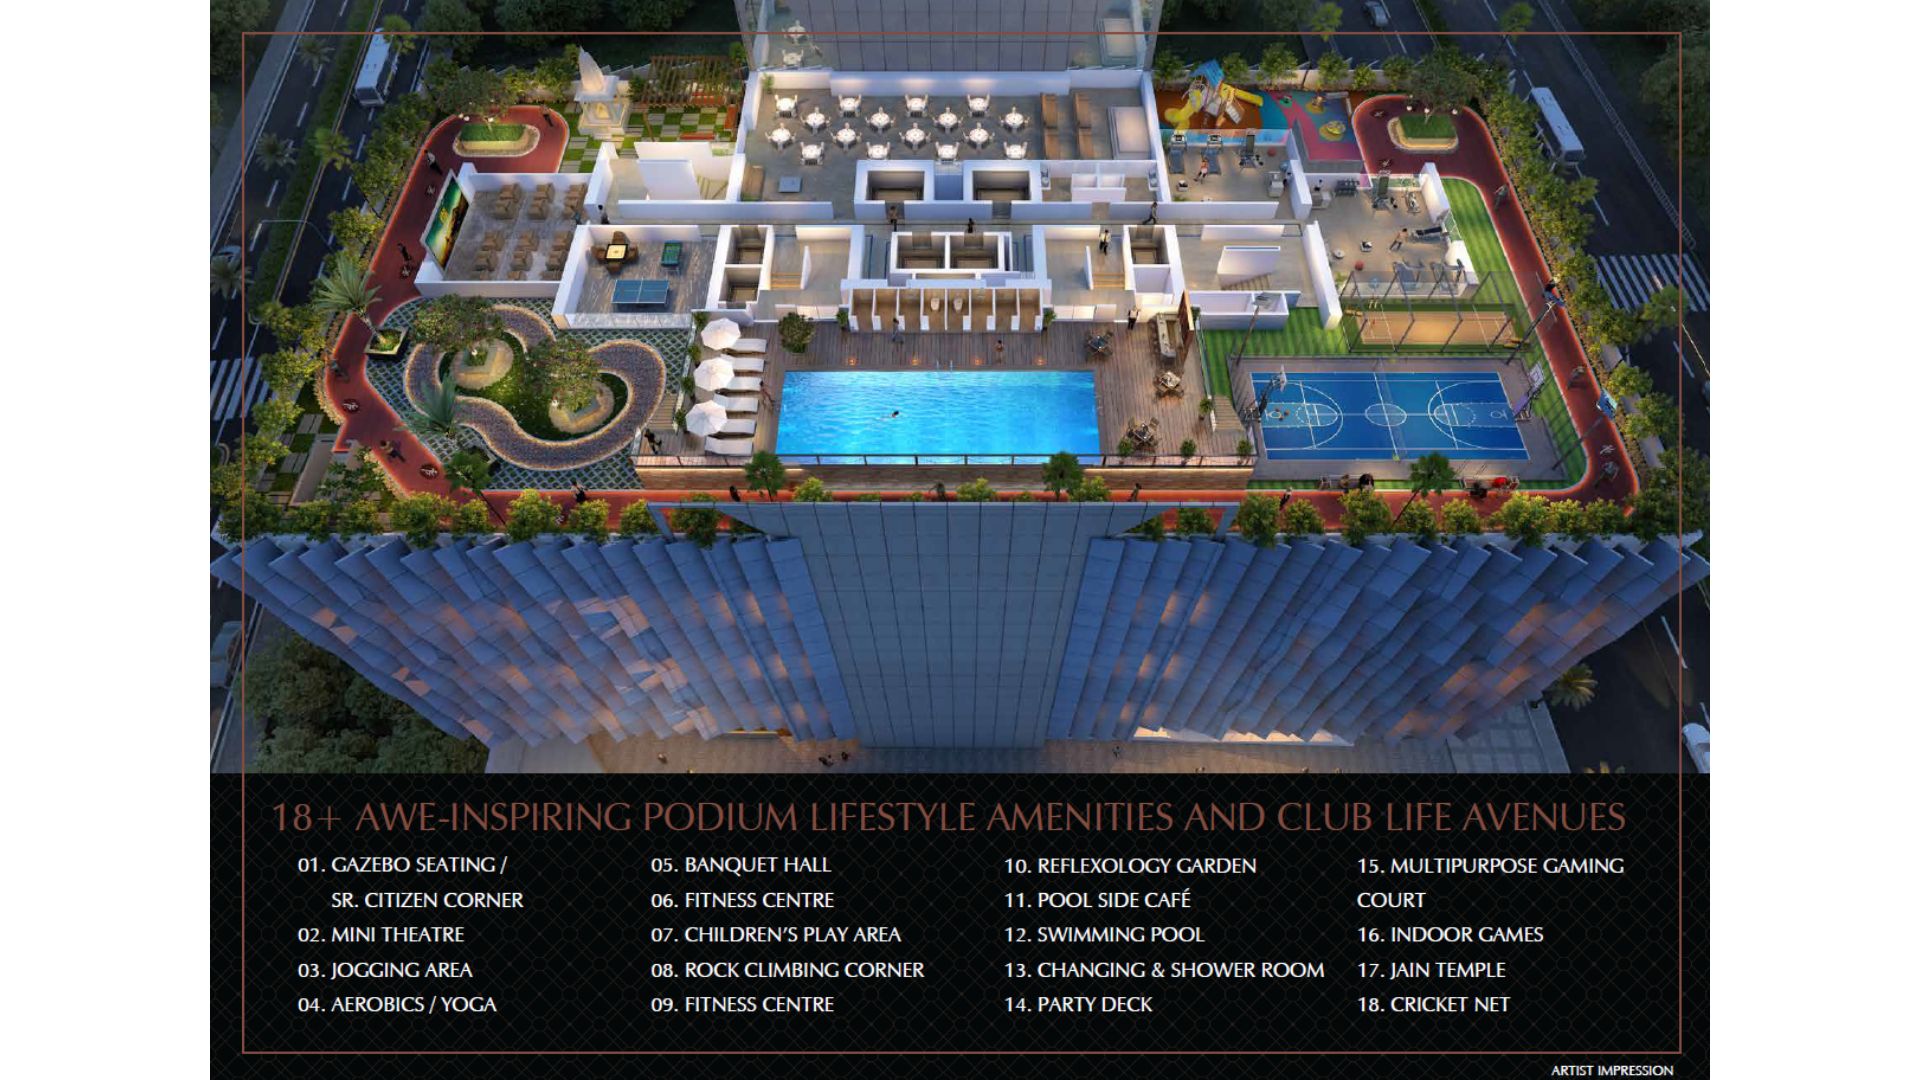 18+ AWE-INSPIRING PODIUM LIFESTYLE AMENITIES AND CLUB LIFE AVENUES
01. GAZEBO SEATING /
SR. CITIZEN CORNER
02. MINI THEATRE
03. JOGGING AREA
04. AEROBICS / YOGA
05. BANQUET HALL
06. FITNESS CENTRE
07. CHILDREN'S PLAY AREA
08. ROCK CLIMBING CORNER
09. FITNESS CENTRE
10. REFLEXOLOGY GARDEN
11. POOL SIDE CAFÉ
12. SWIMMING POOL
13. CHANGING & SHOWER ROOM
14. PARTY DECK
15. MULTIPURPOSE GAMING
COURT
16. INDOOR GAMES
17. JAIN TEMPLE
18. CRICKET NET
ARTIST IMPRESSION